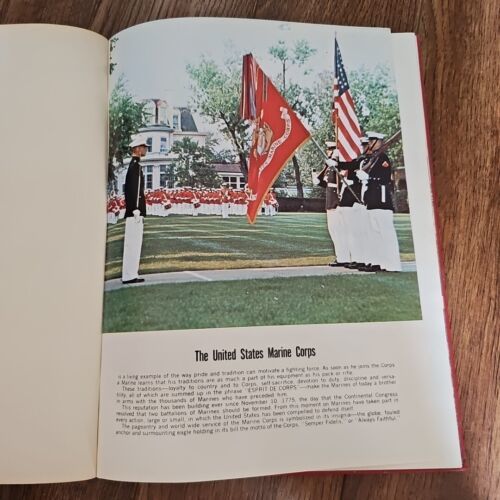 The United States Marine Corps
is a living example of the way pride and tradition can motivate a fighting force. As soon as he joins the Corps
a Marine learns that his traditions are as much a part of his equipment as his pack or rifle.
These traditions—loyalty to country and to Corps, self-sacrifice, devotion to duty, discipline and versa-
tility, all of which are summed up in the phrase "ESPRIT DE CORPS"—make the Marines of today a brother
in arms with the thousands of Marines who have preceded him.
This reputation has been building ever since November 10, 1775, the day that the Continental Congress
resolved that two battalions of Marines should be formed. From this moment on Marines have taken part in
every action, large or small, in which the United States has been compelled to defend itself.
The pageantry and world wide service of the Marine Corps is symbolised in its insignia—the globe, fouled
anchor and surmounting eagle holding in its bill the motto of the Corps, "Semper Fidelis," or "Always Faithful."